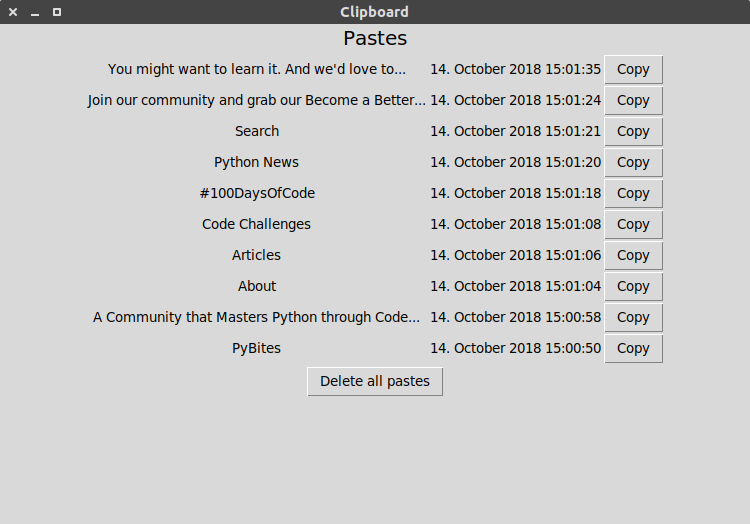 Clipboard
Pastes
You might want to learn it. And we'd love to... 14. October 2018 15:01:35 Copy
Join our community and grab our Become a Better... 14. October 2018 15:01:24 Copy
Search 14. October 2018 15:01:21 Copy
Python News 14. October 2018 15:01:20 Copy
#100DaysOfCode 14. October 2018 15:01:18 Copy
Code Challenges 14. October 2018 15:01:08 Copy
Articles 14. October 2018 15:01:06 Copy
About 14. October 2018 15:01:04 Copy
A Community that Masters Python through Code... 14. October 2018 15:00:58 Copy
PyBites 14. October 2018 15:00:50 Copy
Delete all pastes